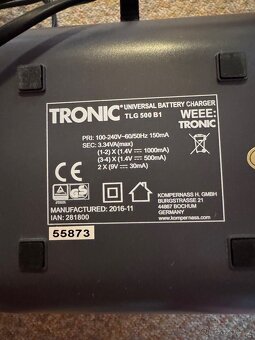 TRONIC® UNIVERSAL BATTERY CHARGER
TLG 500 B1
WEEE:
TRONIC
PRI: 100-240V~60/50Hz 150mA
SEC: 3.34VA(max)
(1-2) X (1.4V⎓ 1000mA)
(3-4) X (1.4V⎓ 500mA)
2 X (9V⎓ 30mA)
KOMPERNASS H. GMBH
BURGSTRASSE 21
44867 BOCHUM
GERMANY
www.kompernass.com
MANUFACTURED: 2016-11
IAN: 281800
55873